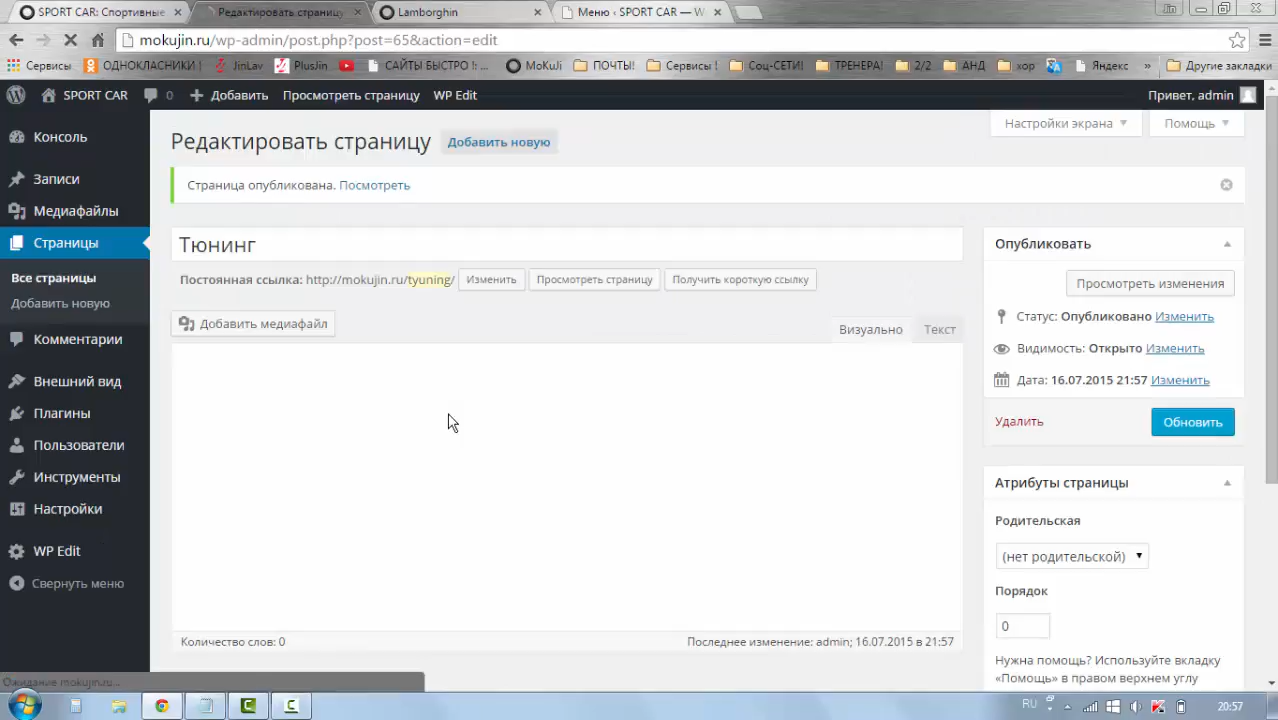 SPORT CAR: Спортивные
Редактировать страницу
Lamborghin
Меню ‹ SPORT CAR — W
mokujin.ru/wp-admin/post.php?post=65&action=edit
Сервисы
ОДНОКЛАСНИКИ !
JinLav
PlusJin
САЙТЫ БЫСТРО !: ...
MoKuJi
ПОЧТЫ!
Сервисы !
Соц-СЕТИ!
ТРЕНЕРА!
2/2
АНД
хор
Яндекс
»
Другие закладки
SPORT CAR
0
Добавить
Просмотреть страницу
WP Edit
Привет, admin
Консоль
Записи
Медиафайлы
Страницы
Все страницы
Добавить новую
Комментарии
Внешний вид
Плагины
Пользователи
Инструменты
Настройки
WP Edit
Свернуть меню
Настройки экрана
Помощь
Редактировать страницу
Добавить новую
Страница опубликована. Посмотреть
Тюнинг
Постоянная ссылка: http://mokujin.ru/tyuning/
Изменить
Просмотреть страницу
Получить короткую ссылку
Добавить медиафайл
Визуально
Текст
Количество слов: 0
Последнее изменение: admin; 16.07.2015 в 21:57
Опубликовать
Просмотреть изменения
Статус: Опубликовано Изменить
Видимость: Открыто Изменить
Дата: 16.07.2015 21:57 Изменить
Удалить
Обновить
Атрибуты страницы
Родительская
(нет родительской)
Порядок
0
Нужна помощь? Используйте вкладку
«Помощь» в правом верхнем углу
Ожидание mokujin.ru...
RU
20:57